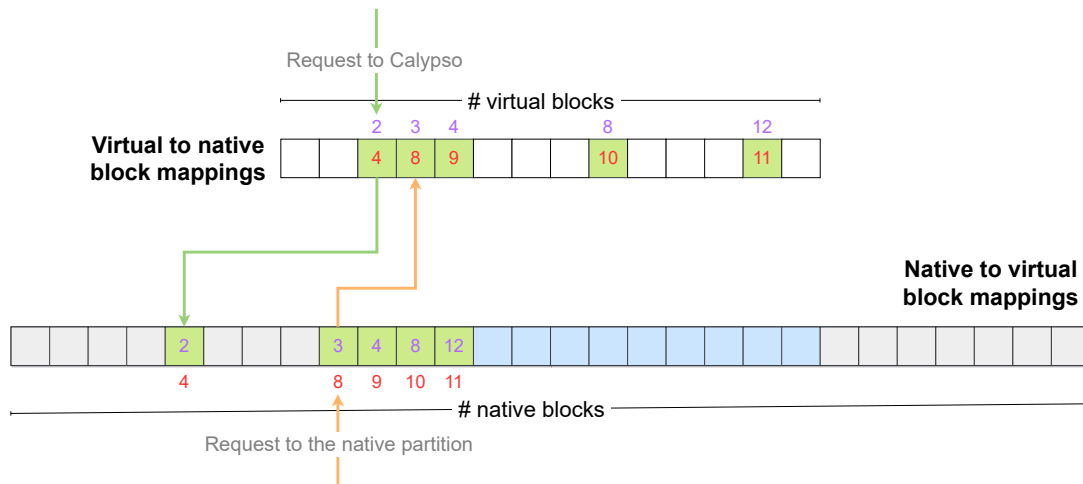 Request to Calypso
# virtual blocks
2 3 4 8 12
Virtual to native
block mappings
4 8 9 10 11
Native to virtual
block mappings
2 3 4 8 12
4 8 9 10 11
# native blocks
Request to the native partition